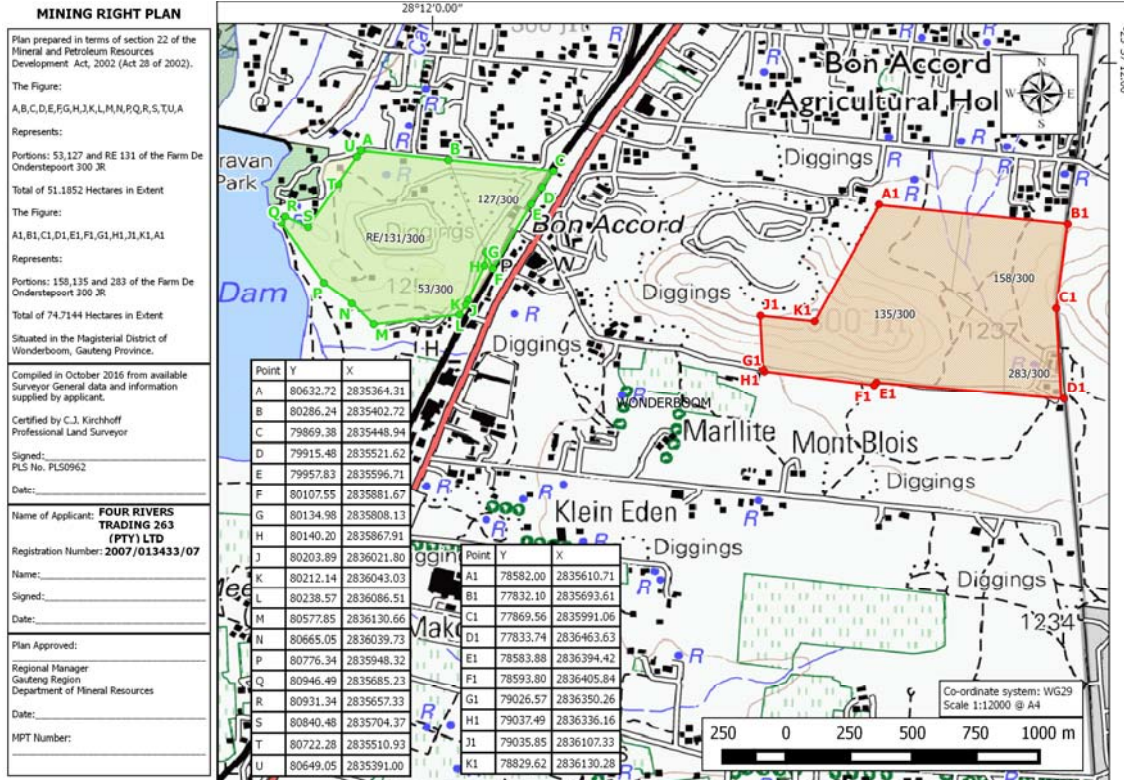 MINING RIGHT PLAN
Plan prepared in terms of section 22 of the
Mineral and Petroleum Resources
Development Act, 2002 (Act 28 of 2002).
The Figure:
A,B,C,D,E,F,G,H,J,K,L,M,N,P,Q,R,S,T,U,A
Represents:
Portions: 53,127 and RE 131 of the Farm De
Onderstepoort 300 JR
Total of 51.1852 Hectares in Extent
The Figure:
A1,B1,C1,D1,E1,F1,G1,H1,J1,K1,A1
Represents:
Portions: 158,135 and 283 of the Farm De
Onderstepoort 300 JR
Total of 74.7144 Hectares in Extent
Situated in the Magisterial District of
Wonderboom, Gauteng Province.
Compiled in October 2016 from available
Surveyor General data and information
supplied by applicant.
Certified by C.J. Kirchhoff
Professional Land Surveyor
Signed:
PLS No. PLS0962
Date:
Name of Applicant: FOUR RIVERS
TRADING 263
(PTY) LTD
Registration Number: 2007/013433/07
Name:
Signed:
Date:
Plan Approved:
Regional Manager
Gauteng Region
Department of Mineral Resources
Date:
MPT Number:
28°12'0.00"
300 JR
Bon Accord
Agricultural Hol
N
W E
S
Diggings
ravan
Park
Dam
U A
B
C
D
E
T
R
Q
S
P
N
M
L
K
J
H
G
F
127/300
RE/131/300
Diggings
53/300
Bon Accord
P W
H
R
Diggings
Diggings
A1
B1
C1
D1
E1
F1
G1
H1
J1
K1
158/300
135/300
300 JR
1237
283/300
WONDERBOOM
Marllite
Mont Blois
Diggings
Klein Eden
Diggings
Diggings
1234
R
Point Y X
A 80632.72 2835364.31
B 80286.24 2835402.72
C 79869.38 2835448.94
D 79915.48 2835521.62
E 79957.83 2835596.71
F 80107.55 2835881.67
G 80134.98 2835808.13
H 80140.20 2835867.91
J 80203.89 2836021.80
K 80212.14 2836043.03
L 80238.57 2836086.51
M 80577.85 2836130.66
N 80665.05 2836039.73
P 80776.34 2835948.32
Q 80946.49 2835685.23
R 80931.34 2835657.33
S 80840.48 2835704.37
T 80722.28 2835510.93
U 80649.05 2835391.00
Point Y X
A1 78582.00 2835610.71
B1 77832.10 2835693.61
C1 77869.56 2835991.06
D1 77833.74 2836463.63
E1 78583.88 2836394.42
F1 78593.80 2836405.84
G1 79026.57 2836350.26
H1 79037.49 2836336.16
J1 79035.85 2836107.33
K1 78829.62 2836130.28
Co-ordinate system: WG29
Scale 1:12000 @ A4
250 0 250 500 750 1000 m